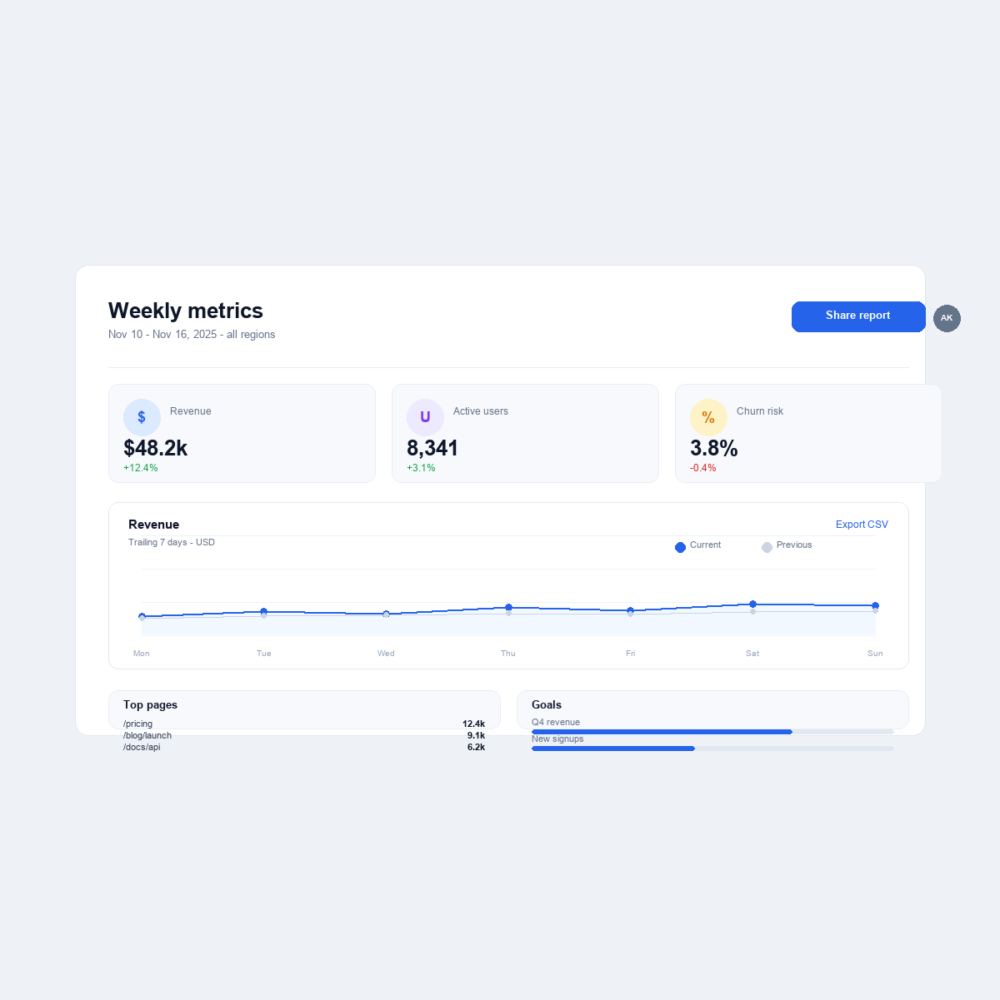 Weekly metrics
Nov 10 - Nov 16, 2025 - all regions
Share report
AK
$
Revenue
$48.2k
+12.4%
U
Active users
8,341
+3.1%
%
Churn risk
3.8%
-0.4%
Revenue
Trailing 7 days - USD
Export CSV
Current
Previous
Mon
Tue
Wed
Thu
Fri
Sat
Sun
Top pages
/pricing 12.4k
/blog/launch 9.1k
/docs/api 6.2k
Goals
Q4 revenue
New signups